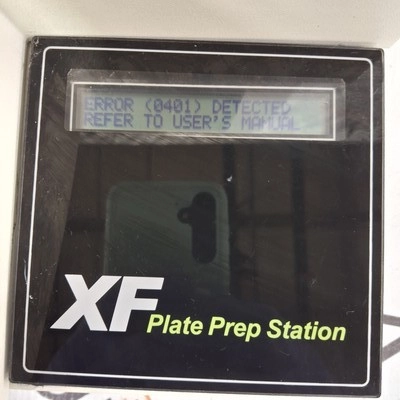 ERROR (0401) DETECTED
REFER TO USER'S MANUAL
XF Plate Prep Station